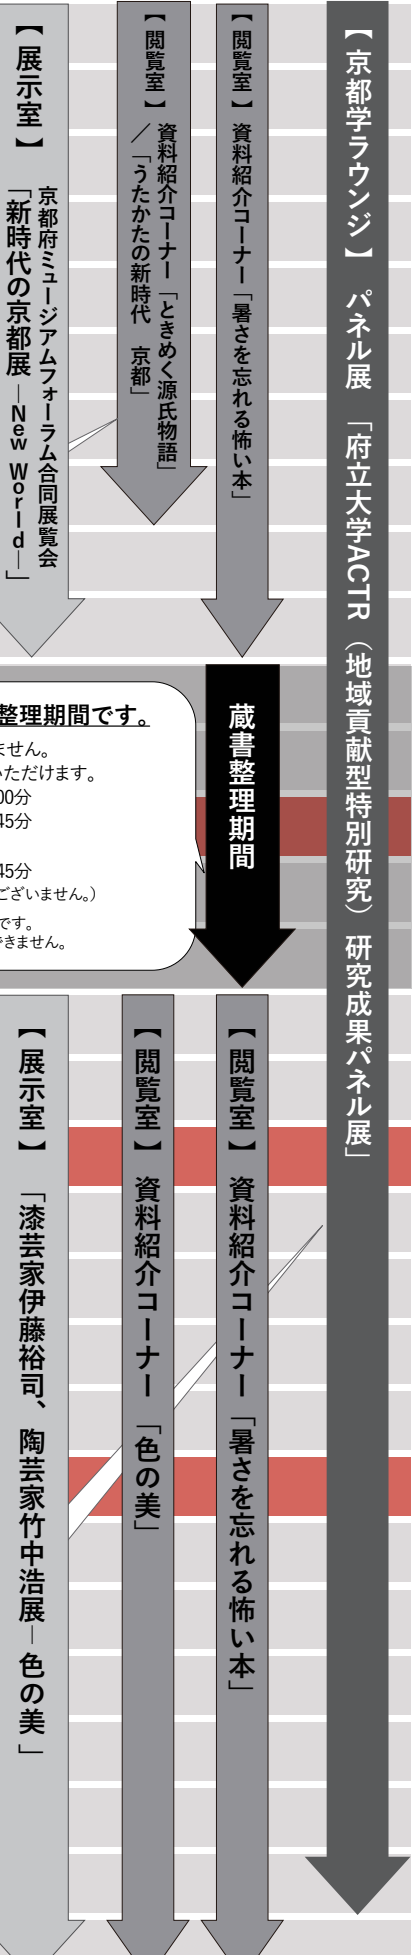 【京都学ラウンジ】 パネル展 「府立大学ACTR（地域貢献型特別研究）研究成果パネル展」
【閲覧室】 資料紹介コーナー「暑さを忘れる怖い本」
【閲覧室】 資料紹介コーナー「ときめく源氏物語」
／「うたかたの新時代 京都」
【展示室】 京都府ミュージアムフォーラム合同展覧会
「新時代の京都展 ―New World―」
蔵書整理期間
整理期間です。
ません。
いただけます。
00分
45分
45分
ございません。）
です。
できません。
【閲覧室】 資料紹介コーナー 「暑さを忘れる怖い本」
【閲覧室】 資料紹介コーナー 「色の美」
【展示室】 「漆芸家伊藤裕司、陶芸家竹中浩展―色の美」